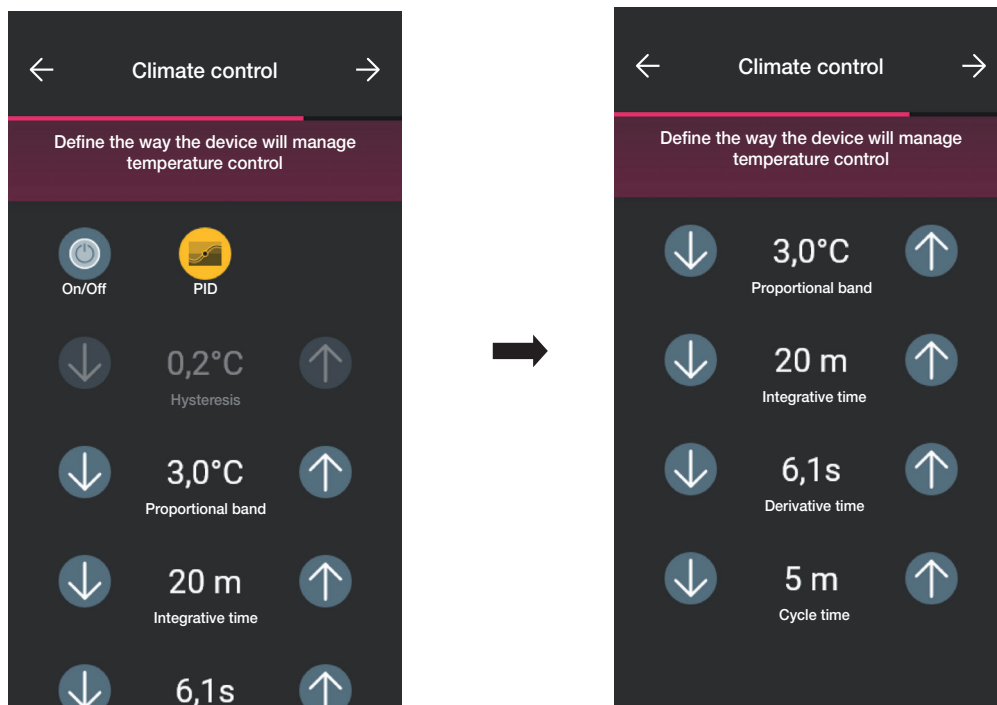 Climate control
Define the way the device will manage
temperature control
On/Off
PID
0,2°C
Hysteresis
3,0°C
Proportional band
20 m
Integrative time
6,1s
Climate control
Define the way the device will manage
temperature control
3,0°C
Proportional band
20 m
Integrative time
6,1s
Derivative time
5 m
Cycle time